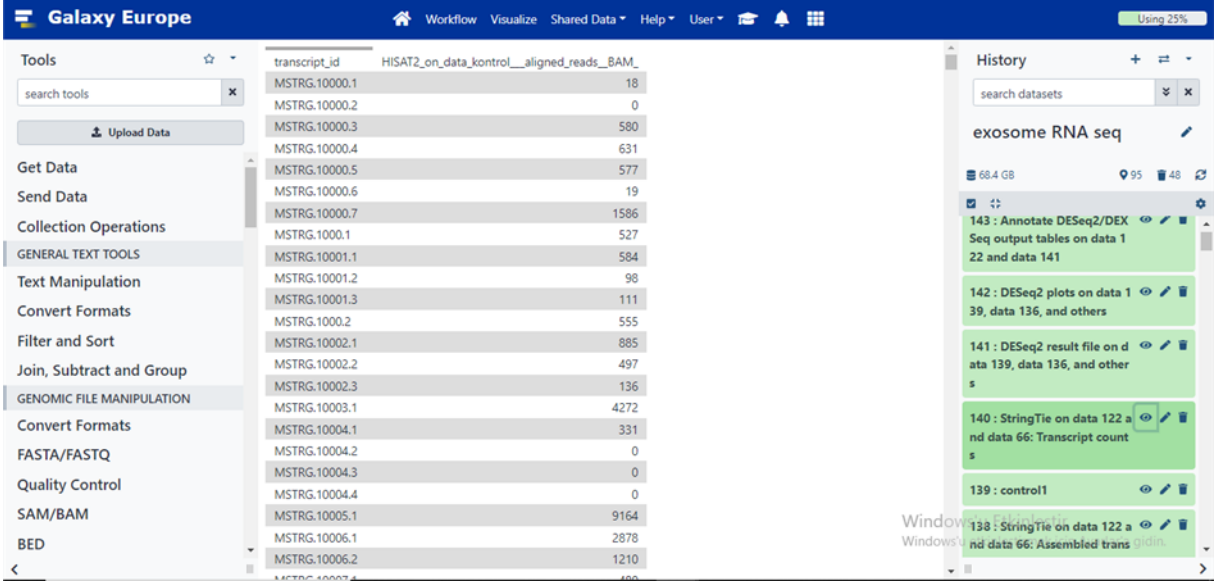 Galaxy Europe
Workflow Visualize Shared Data Help User
Using 25%
Tools
search tools
Upload Data
Get Data
Send Data
Collection Operations
GENERAL TEXT TOOLS
Text Manipulation
Convert Formats
Filter and Sort
Join, Subtract and Group
GENOMIC FILE MANIPULATION
Convert Formats
FASTA/FASTQ
Quality Control
SAM/BAM
BED
transcript_id HISAT2_on_data_kontrol__aligned_reads__BAM_
MSTRG.10000.1 18
MSTRG.10000.2 0
MSTRG.10000.3 580
MSTRG.10000.4 631
MSTRG.10000.5 577
MSTRG.10000.6 19
MSTRG.10000.7 1586
MSTRG.1000.1 527
MSTRG.10001.1 584
MSTRG.10001.2 98
MSTRG.10001.3 111
MSTRG.1000.2 555
MSTRG.10002.1 885
MSTRG.10002.2 497
MSTRG.10002.3 136
MSTRG.10003.1 4272
MSTRG.10004.1 331
MSTRG.10004.2 0
MSTRG.10004.3 0
MSTRG.10004.4 0
MSTRG.10005.1 9164
MSTRG.10006.1 2878
MSTRG.10006.2 1210
History
search datasets
exosome RNA seq
68.4 GB 95 48
143 : Annotate DESeq2/DEX
Seq output tables on data 1
22 and data 141
142 : DESeq2 plots on data 1
39, data 136, and others
141 : DESeq2 result file on d
ata 139, data 136, and other
s
140 : StringTie on data 122 a
nd data 66: Transcript count
s
139 : control1
138 : StringTie on data 122 a
nd data 66: Assembled trans
Windows'u Etkinleştir
Windows'u gidin.